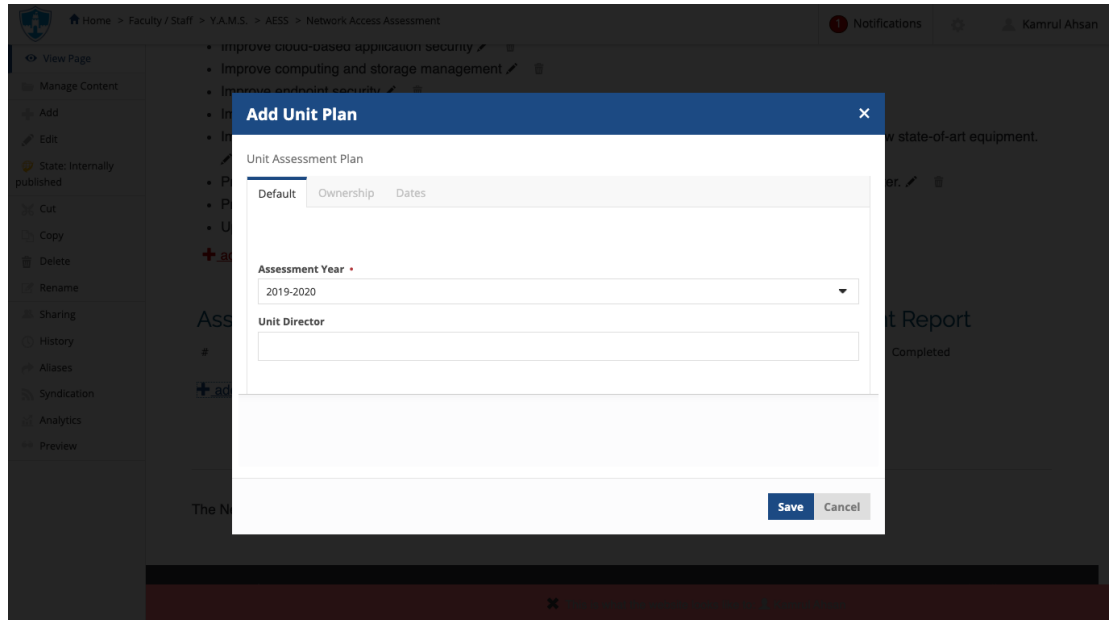 Home > Faculty / Staff > Y.A.M.S. > AESS > Network Access Assessment
1 Notifications
Kamrul Ahsan
View Page
Manage Content
Add
Edit
State: Internally
published
Cut
Copy
Delete
Rename
Sharing
History
Aliases
Syndication
Analytics
Preview
Improve cloud-based application security
Improve computing and storage management
Improve endpoint security
w state-of-art equipment.
er.
Add Unit Plan
Unit Assessment Plan
Default Ownership Dates
Assessment Year •
2019-2020
Unit Director
Save Cancel
Ass
t Report
# Completed
ad
The N